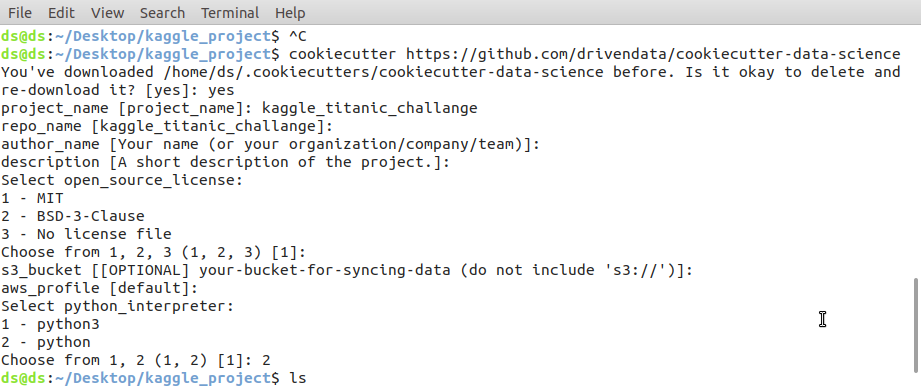 File Edit View Search Terminal Help
ds@ds:~/Desktop/kaggle_project$ ^C
ds@ds:~/Desktop/kaggle_project$ cookiecutter https://github.com/drivendata/cookiecutter-data-science
You've downloaded /home/ds/.cookiecutters/cookiecutter-data-science before. Is it okay to delete and
re-download it? [yes]: yes
project_name [project_name]: kaggle_titanic_challange
repo_name [kaggle_titanic_challange]:
author_name [Your name (or your organization/company/team)]:
description [A short description of the project.]:
Select open_source_license:
1 - MIT
2 - BSD-3-Clause
3 - No license file
Choose from 1, 2, 3 (1, 2, 3) [1]:
s3_bucket [[OPTIONAL] your-bucket-for-syncing-data (do not include 's3://')]:
aws_profile [default]:
Select python_interpreter:
1 - python3
2 - python
Choose from 1, 2 (1, 2) [1]: 2
ds@ds:~/Desktop/kaggle_project$ ls